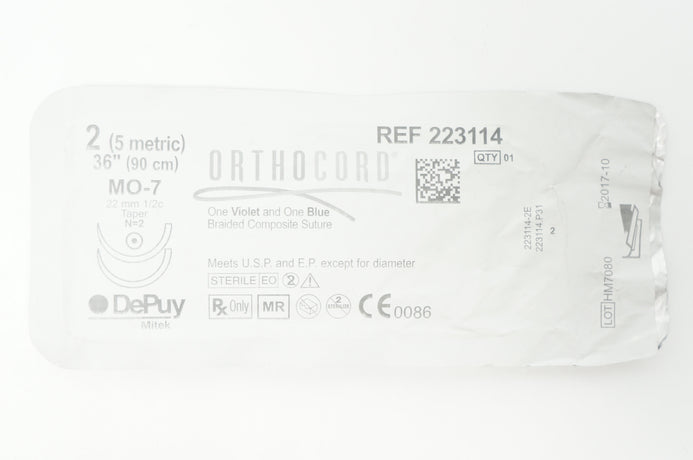 2 (5 metric)
36" (90 cm)
MO-7
22 mm 1/2c
Taper
N=2
DePuy
Mitek
ORTHOCORD
One Violet and One Blue
Braided Composite Suture
Meets U.S.P. and E.P. except for diameter
STERILE EO 2
Rx Only MR 2 STERILIZE CE 0086
REF 223114
QTY 01
223114-2E
223114.P31
2
2017-10
LOT HM7080